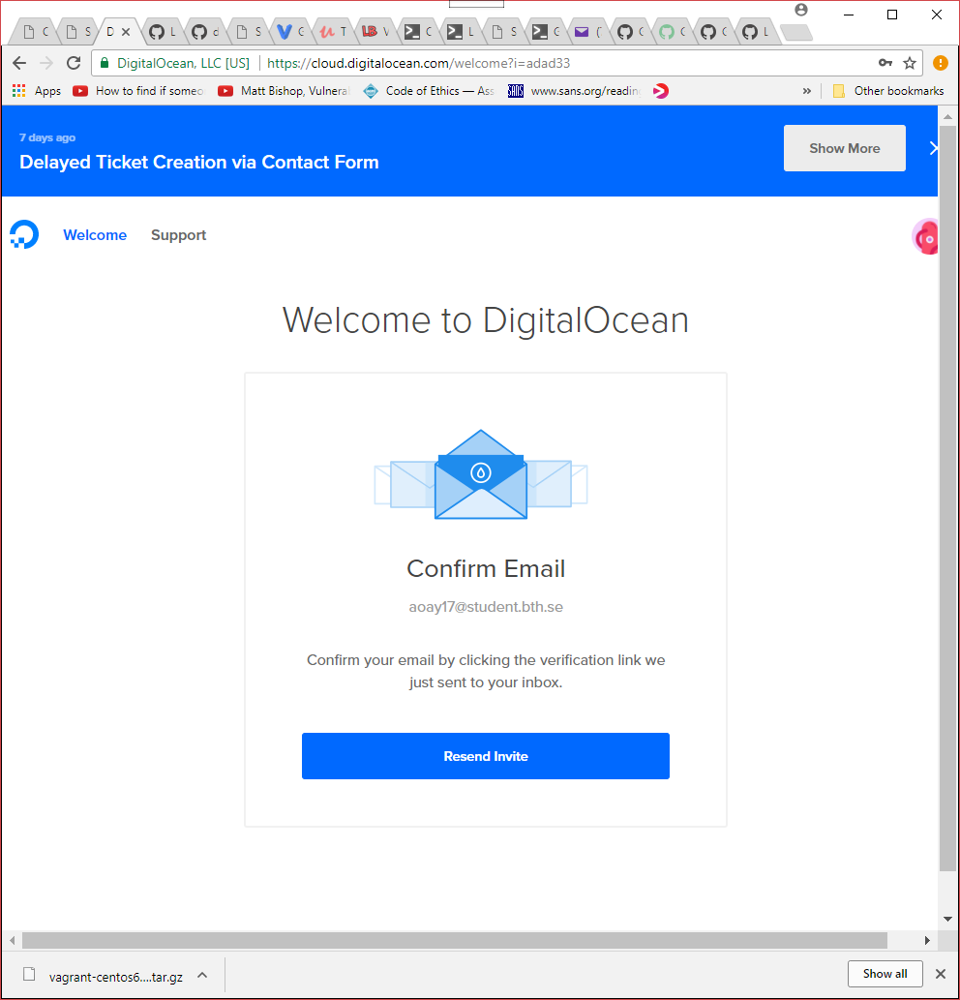 C
S
D
L
d
S
C
T
LB V
C
L
S
C
(
C
C
C
L
DigitalOcean, LLC [US] | https://cloud.digitalocean.com/welcome?i=adad33
Apps How to find if someo Matt Bishop, Vulnera Code of Ethics — Ass SANS www.sans.org/readin » Other bookmarks
7 days ago
Delayed Ticket Creation via Contact Form
Show More
Welcome Support
Welcome to DigitalOcean
Confirm Email
aoay17@student.bth.se
Confirm your email by clicking the verification link we
just sent to your inbox.
Resend Invite
vagrant-centos6....tar.gz
Show all